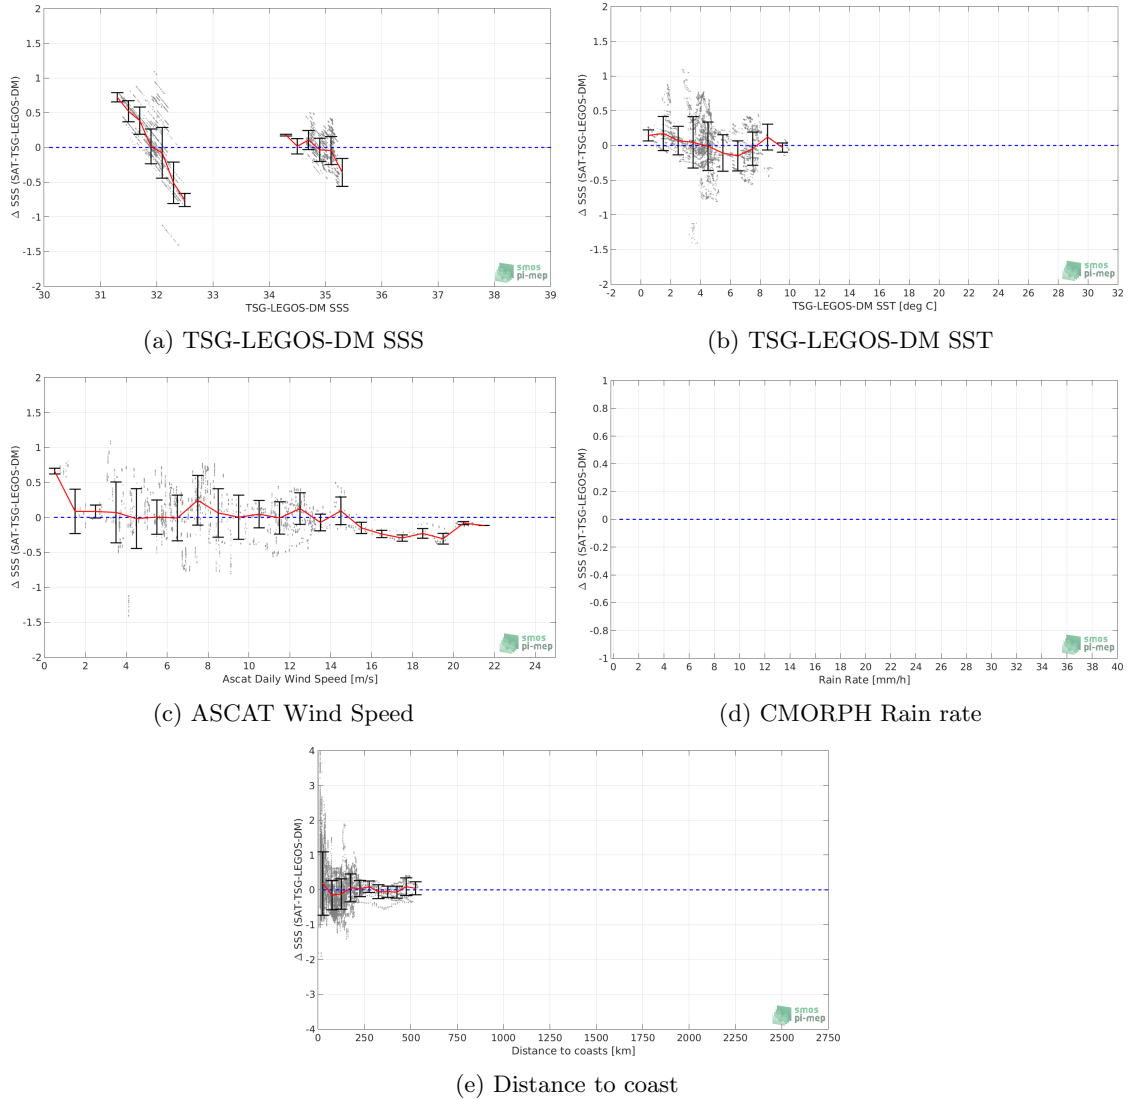 2
1.5
1
0.5
0
-0.5
-1
-1.5
-2
Δ SSS (SAT-TSG-LEGOS-DM)
30 31 32 33 34 35 36 37 38 39
TSG-LEGOS-DM SSS
smos
pi-mep
(a) TSG-LEGOS-DM SSS
2
1.5
1
0.5
0
-0.5
-1
-1.5
-2
Δ SSS (SAT-TSG-LEGOS-DM)
-2 0 2 4 6 8 10 12 14 16 18 20 22 24 26 28 30 32
TSG-LEGOS-DM SST [deg C]
smos
pi-mep
(b) TSG-LEGOS-DM SST
2
1.5
1
0.5
0
-0.5
-1
-1.5
-2
Δ SSS (SAT-TSG-LEGOS-DM)
0 2 4 6 8 10 12 14 16 18 20 22 24
Ascat Daily Wind Speed [m/s]
smos
pi-mep
(c) ASCAT Wind Speed
1
0.8
0.6
0.4
0.2
0
-0.2
-0.4
-0.6
-0.8
-1
Δ SSS (SAT-TSG-LEGOS-DM)
0 2 4 6 8 10 12 14 16 18 20 22 24 26 28 30 32 34 36 38 40
Rain Rate [mm/h]
smos
pi-mep
(d) CMORPH Rain rate
4
3
2
1
0
-1
-2
-3
-4
Δ SSS (SAT-TSG-LEGOS-DM)
0 250 500 750 1000 1250 1500 1750 2000 2250 2500 2750
Distance to coasts [km]
smos
pi-mep
(e) Distance to coast